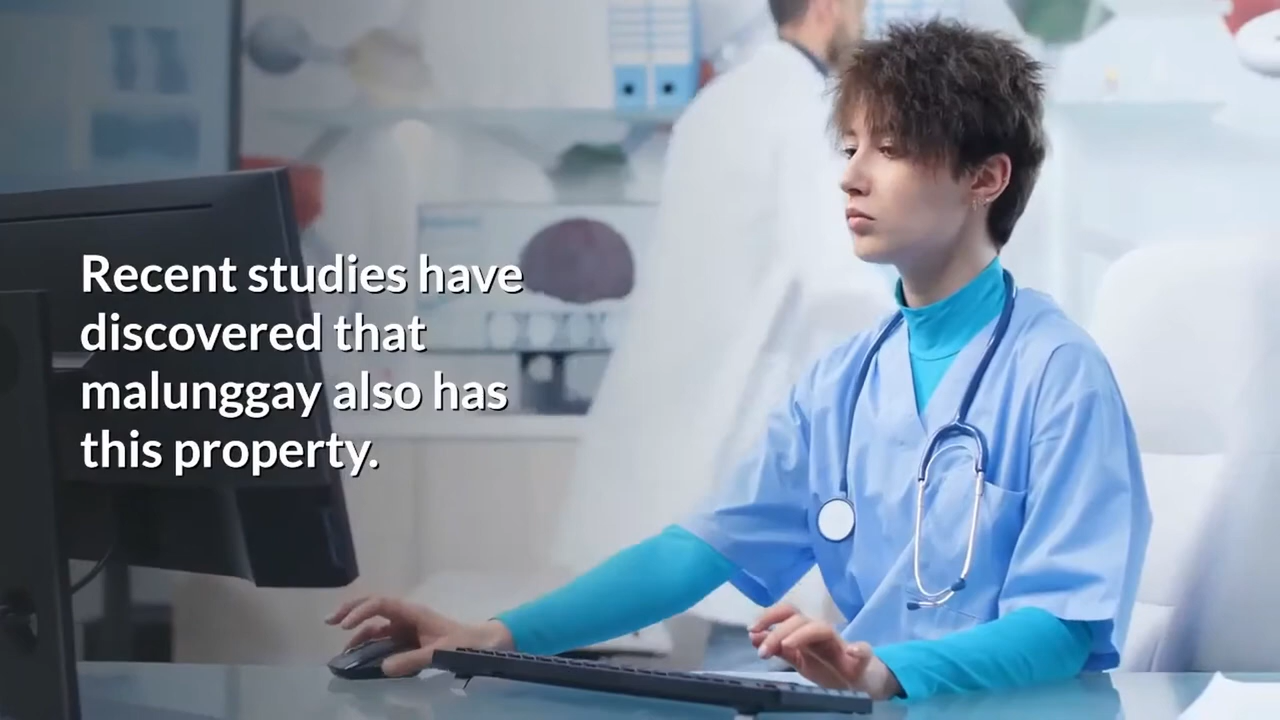 Recent studies have
discovered that
malunggay also has
this property.